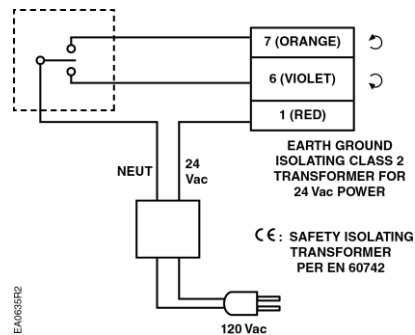 7 (ORANGE)
6 (VIOLET)
1 (RED)
NEUT
24
Vac
EARTH GROUND
ISOLATING CLASS 2
TRANSFORMER FOR
24 Vac POWER
CE: SAFETY ISOLATING
TRANSFORMER
PER EN 60742
120 Vac
EA0635R2